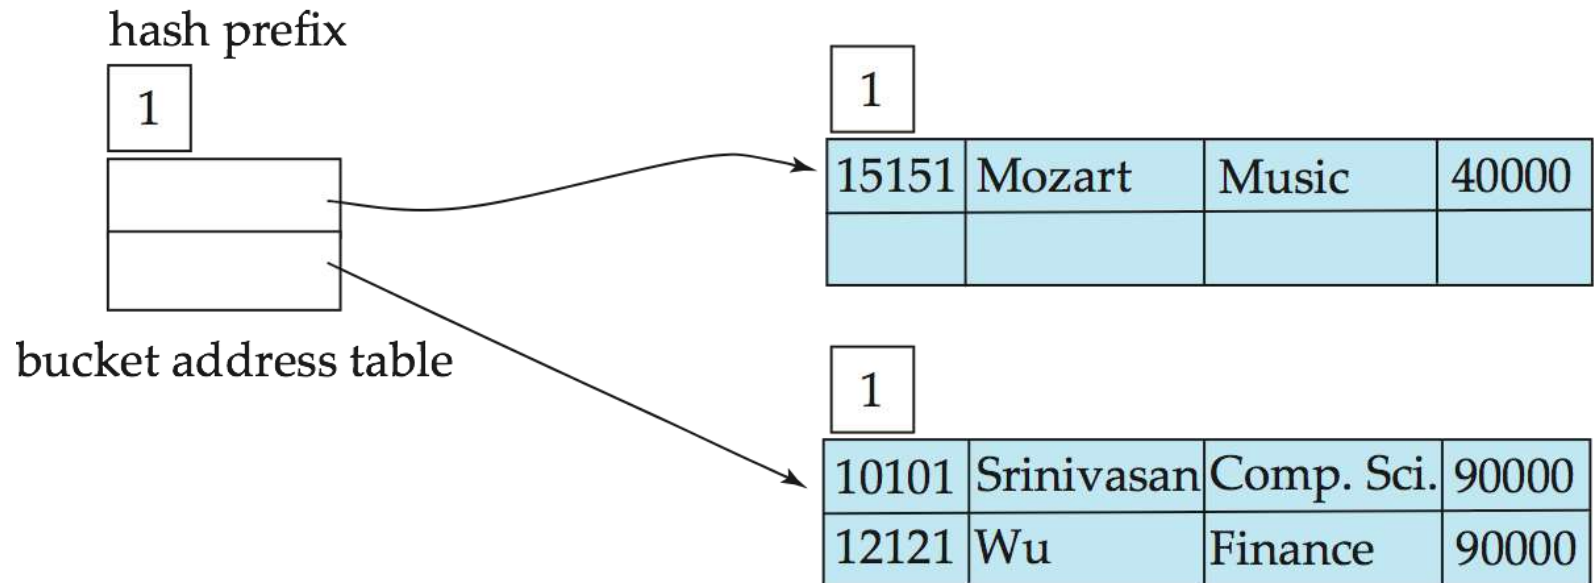 hash prefix
1
bucket address table
1
15151 Mozart Music 40000
1
10101 Srinivasan Comp. Sci. 90000
12121 Wu Finance 90000